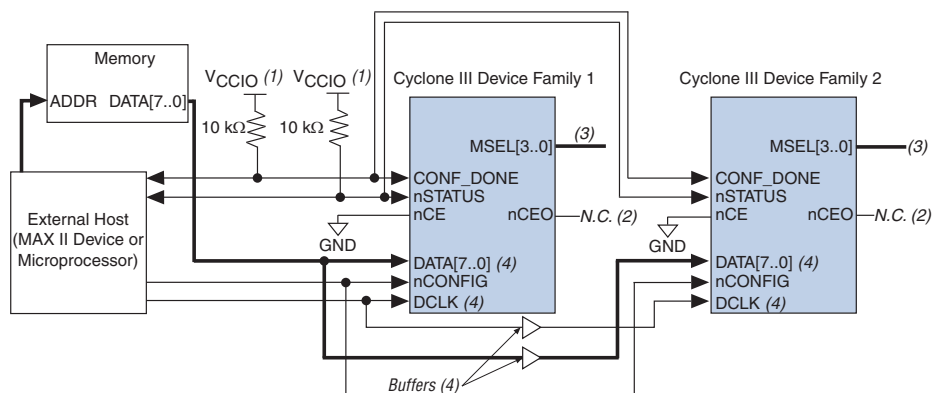 Memory
ADDR DATA[7..0]
VCCIO (1)
VCCIO (1)
10 kΩ
10 kΩ
Cyclone III Device Family 1
MSEL[3..0]
(3)
CONF_DONE
nSTATUS
nCE
nCEO
N.C. (2)
GND
DATA[7..0] (4)
nCONFIG
DCLK (4)
Cyclone III Device Family 2
MSEL[3..0]
(3)
CONF_DONE
nSTATUS
nCE
nCEO
N.C. (2)
GND
DATA[7..0] (4)
nCONFIG
DCLK (4)
External Host
(MAX II Device or
Microprocessor)
Buffers (4)